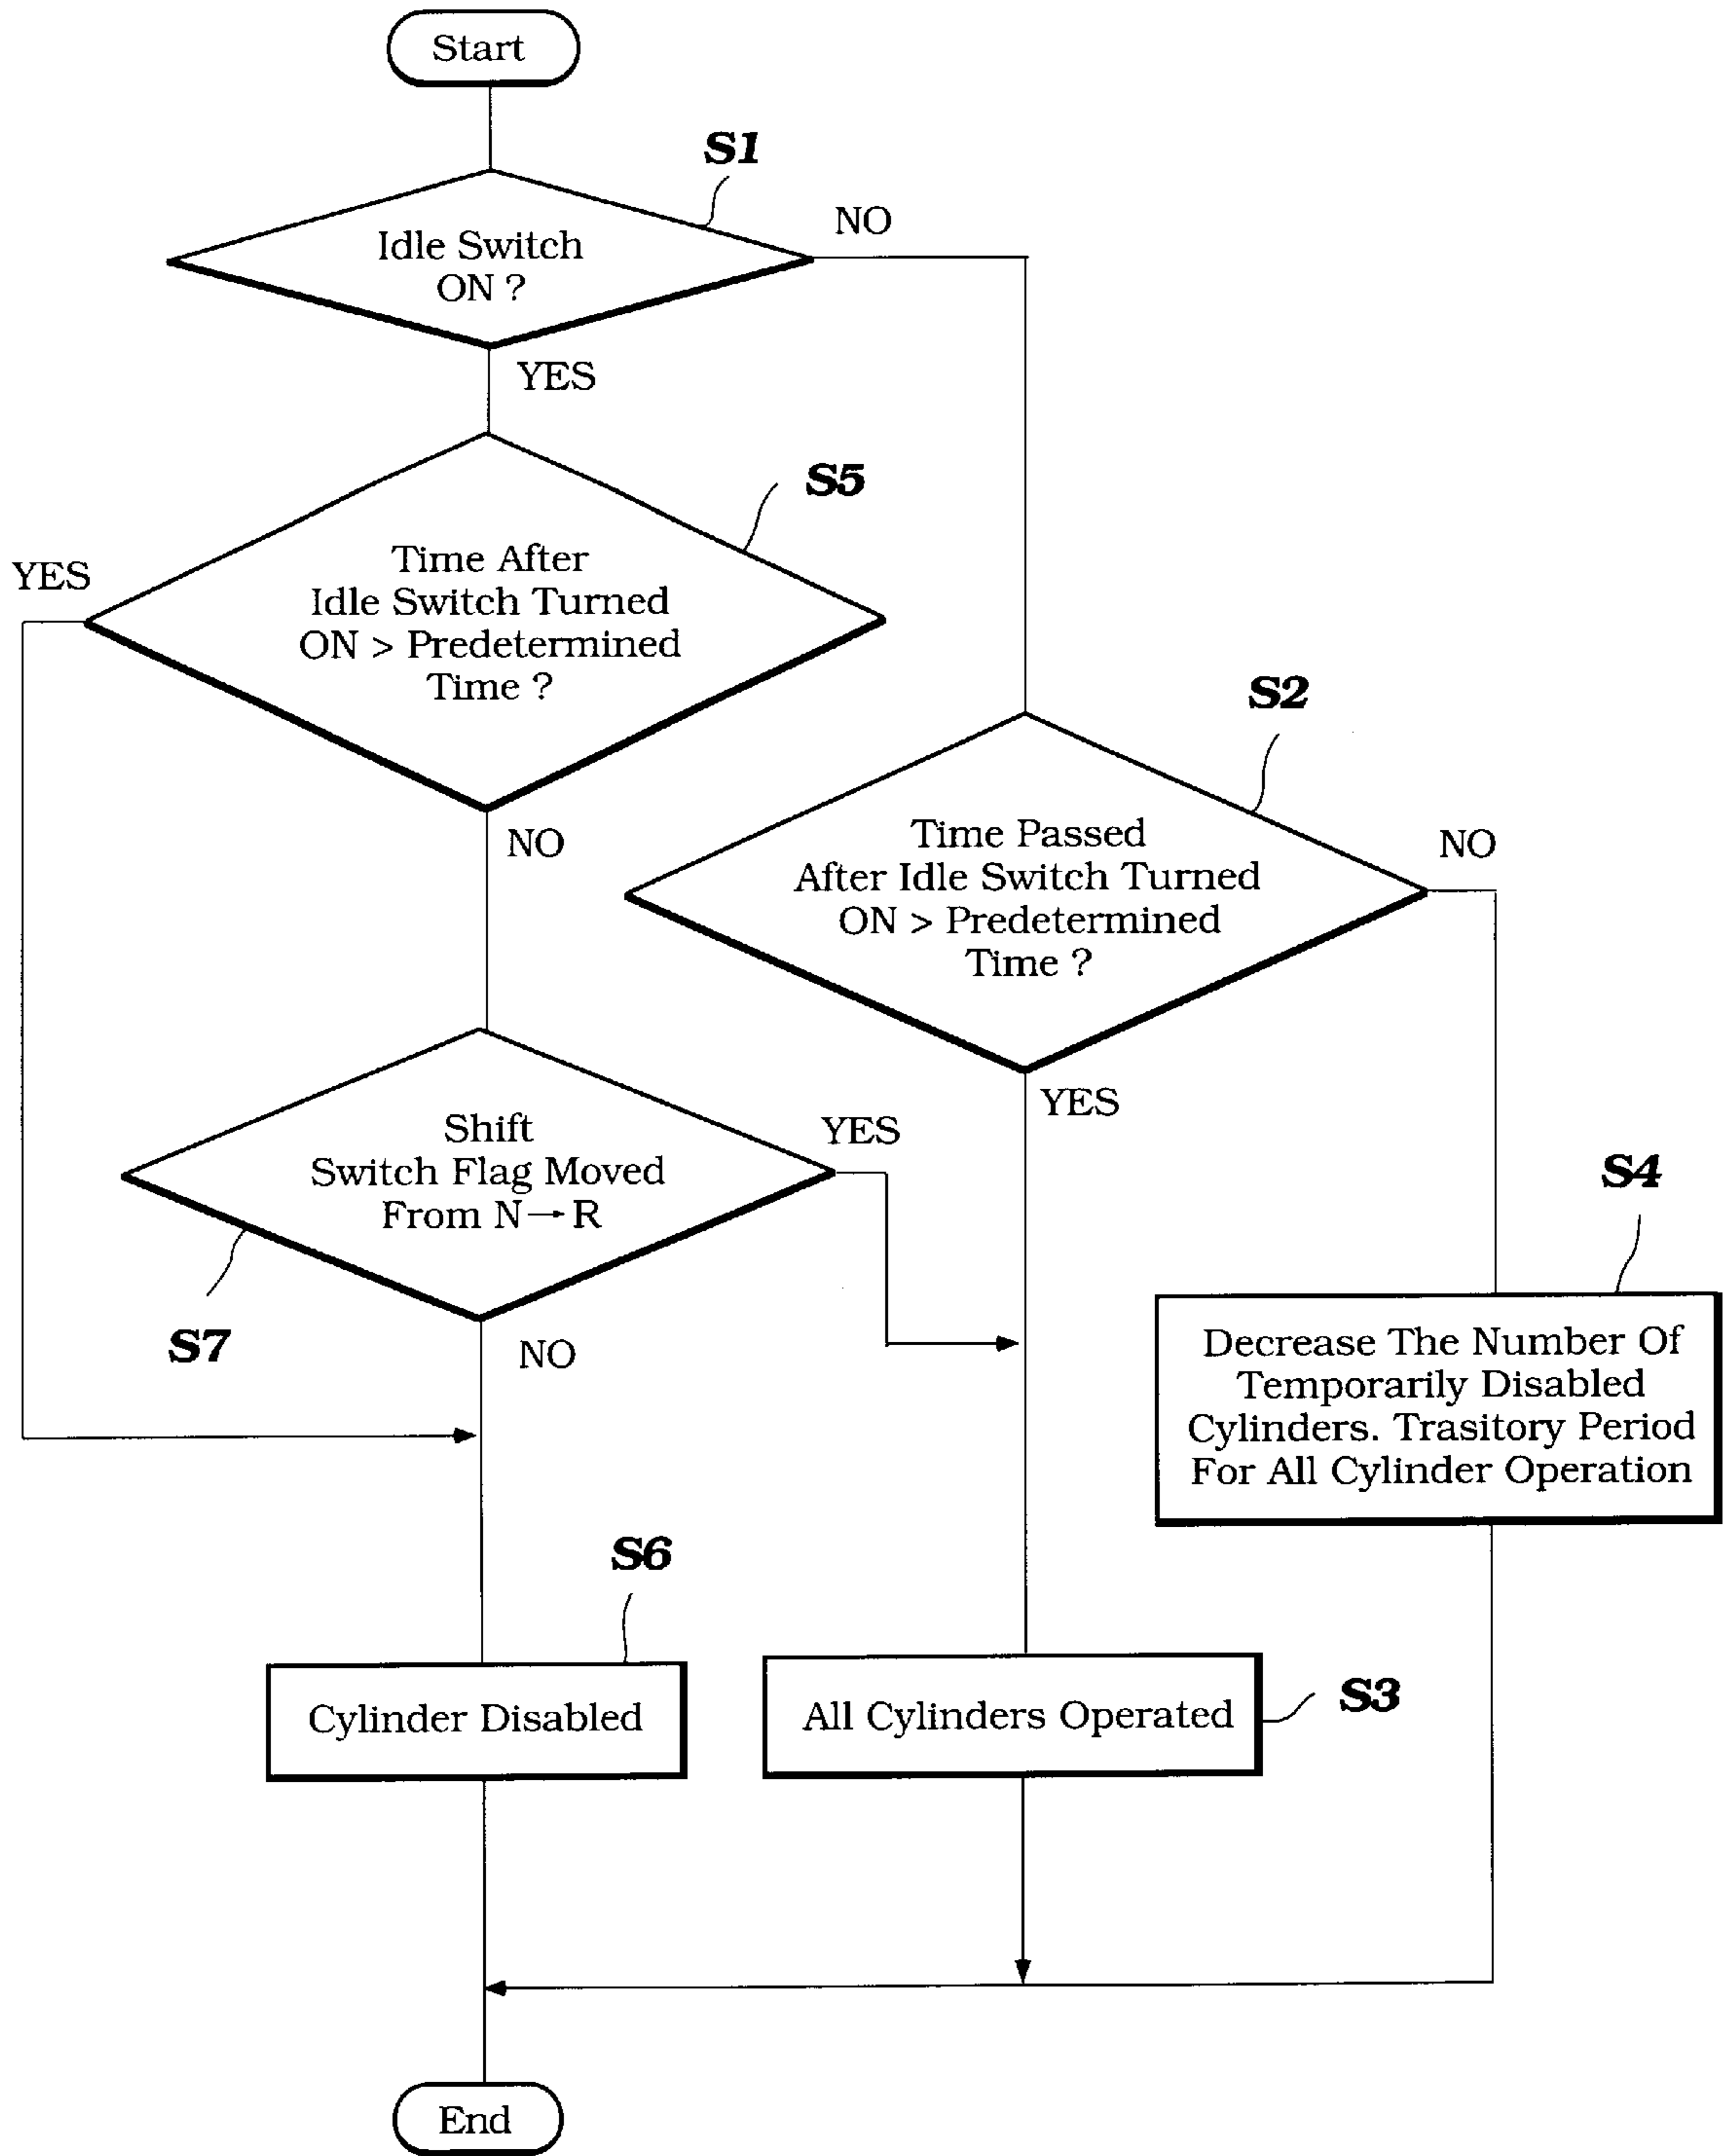 Start
S1
Idle Switch
ON ?
NO
YES
S5
Time After
Idle Switch Turned
ON > Predetermined
Time ?
YES
NO
S2
Time Passed
After Idle Switch Turned
ON > Predetermined
Time ?
NO
YES
Shift
Switch Flag Moved
From N→R
YES
S7
NO
S4
Decrease The Number Of
Temporarily Disabled
Cylinders. Trasitory Period
For All Cylinder Operation
S6
Cylinder Disabled
All Cylinders Operated
S3
End